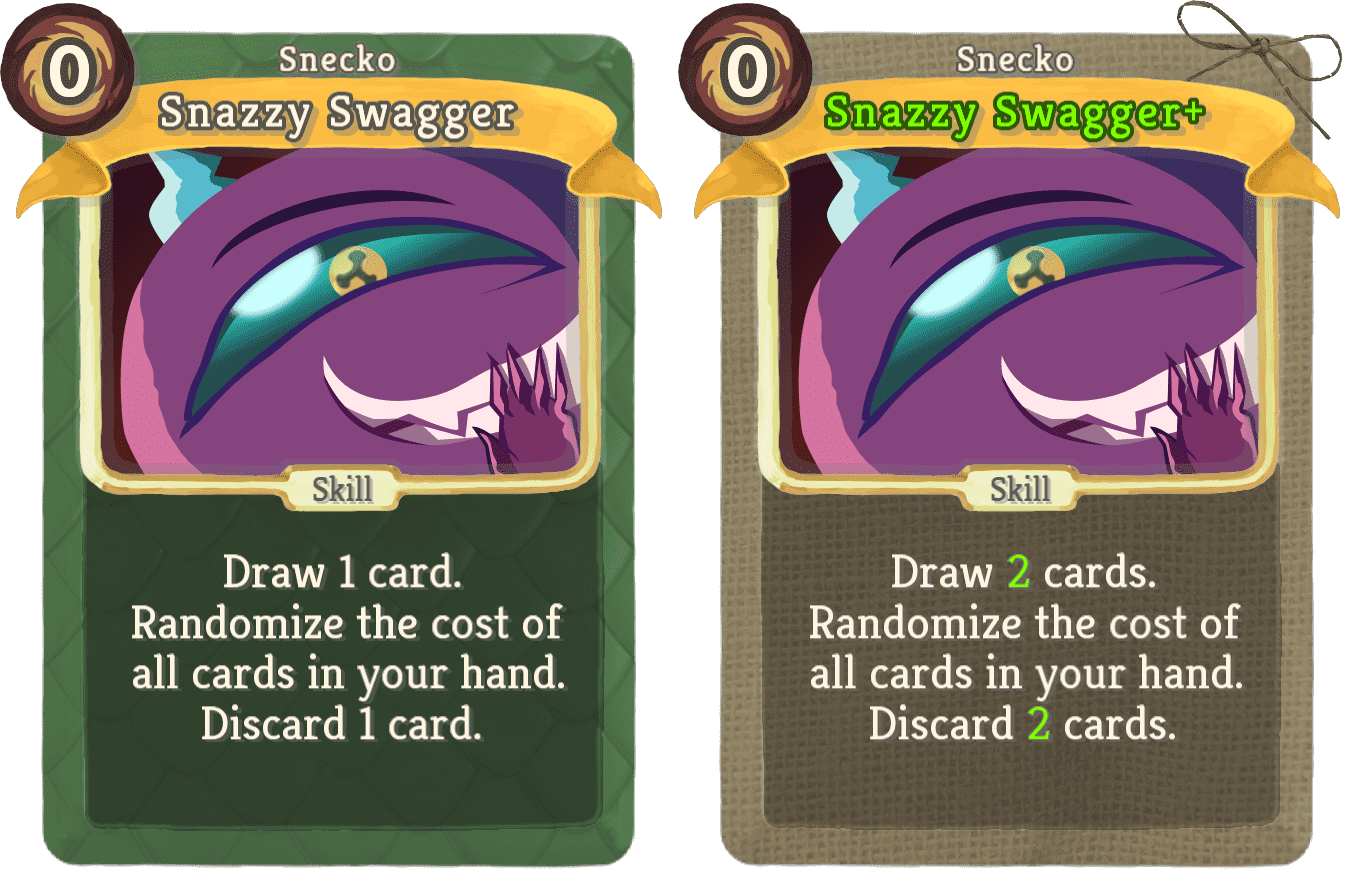 0
Snecko
Snazzy Swagger
Skill
Draw 1 card.
Randomize the cost of
all cards in your hand.
Discard 1 card.
0
Snecko
Snazzy Swagger+
Skill
Draw 2 cards.
Randomize the cost of
all cards in your hand.
Discard 2 cards.